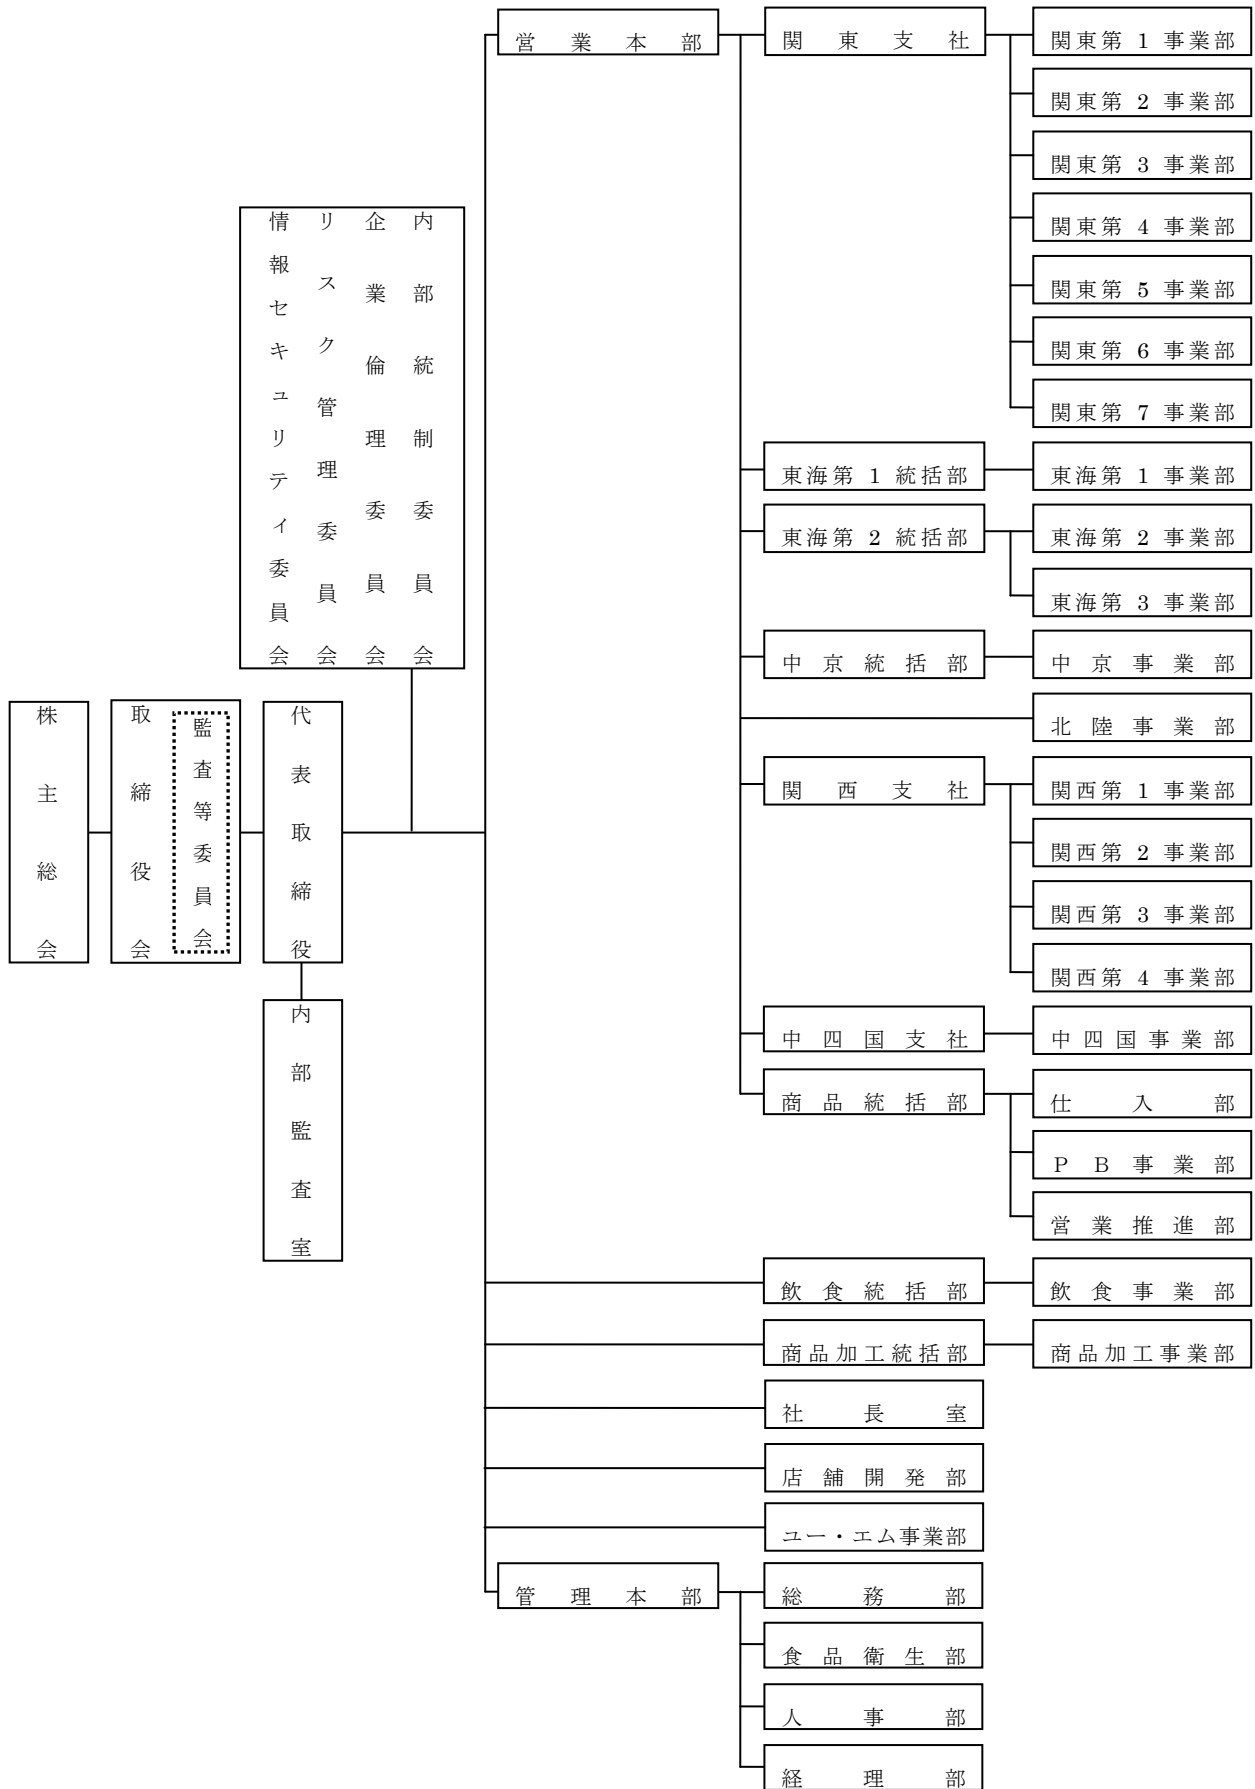 株主総会
取締役会
監査等委員会
代表取締役
内部監査室
内部統制委員会
企業倫理委員会
リスク管理委員会
情報セキュリティ委員会
営業本部
関東支社
関東第1事業部
関東第2事業部
関東第3事業部
関東第4事業部
関東第5事業部
関東第6事業部
関東第7事業部
東海第1統括部
東海第1事業部
東海第2統括部
東海第2事業部
東海第3事業部
中京統括部
中京事業部
北陸事業部
関西支社
関西第1事業部
関西第2事業部
関西第3事業部
関西第4事業部
中四国支社
中四国事業部
商品統括部
仕入部
PB事業部
営業推進部
飲食統括部
飲食事業部
商品加工統括部
商品加工事業部
社長室
店舗開発部
ユー・エム事業部
管理本部
総務部
食品衛生部
人事部
経理部